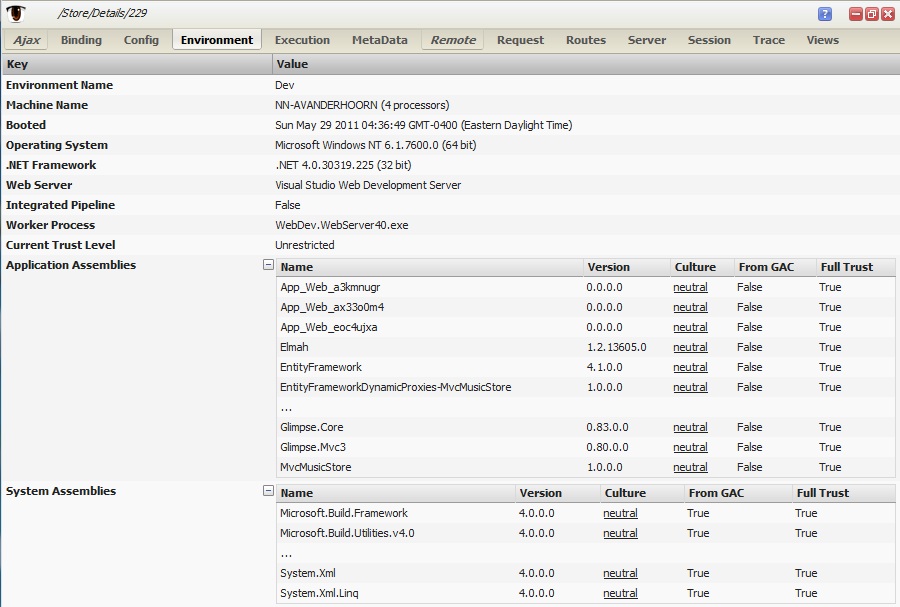 /Store/Details/229 ?
Ajax Binding Config Environment Execution MetaData Remote Request Routes Server Session Trace Views
Key Value
Environment Name Dev
Machine Name NN-AVANDERHOORN (4 processors)
Booted Sun May 29 2011 04:36:49 GMT-0400 (Eastern Daylight Time)
Operating System Microsoft Windows NT 6.1.7600.0 (64 bit)
.NET Framework .NET 4.0.30319.225 (32 bit)
Web Server Visual Studio Web Development Server
Integrated Pipeline False
Worker Process WebDev.WebServer40.exe
Current Trust Level Unrestricted
Application Assemblies Name Version Culture From GAC Full Trust
App_Web_a3kmnugr 0.0.0.0 neutral False True
App_Web_ax33o0m4 0.0.0.0 neutral False True
App_Web_eoc4ujxa 0.0.0.0 neutral False True
Elmah 1.2.13605.0 neutral False True
EntityFramework 4.1.0.0 neutral False True
EntityFrameworkDynamicProxies-MvcMusicStore 1.0.0.0 neutral False True
...
Glimpse.Core 0.83.0.0 neutral False True
Glimpse.Mvc3 0.80.0.0 neutral False True
MvcMusicStore 1.0.0.0 neutral False True
System Assemblies Name Version Culture From GAC Full Trust
Microsoft.Build.Framework 4.0.0.0 neutral True True
Microsoft.Build.Utilities.v4.0 4.0.0.0 neutral True True
...
System.Xml 4.0.0.0 neutral True True
System.Xml.Linq 4.0.0.0 neutral True True